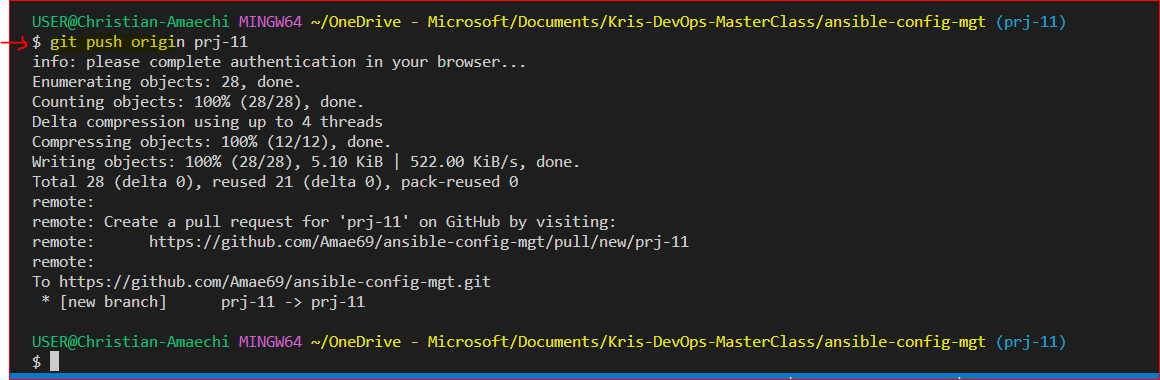 USER@Christian-Amaechi MINGW64 ~/OneDrive - Microsoft/Documents/Kris-DevOps-MasterClass/ansible-config-mgt (prj-11)
$ git push origin prj-11
info: please complete authentication in your browser...
Enumerating objects: 28, done.
Counting objects: 100% (28/28), done.
Delta compression using up to 4 threads
Compressing objects: 100% (12/12), done.
Writing objects: 100% (28/28), 5.10 KiB | 522.00 KiB/s, done.
Total 28 (delta 0), reused 21 (delta 0), pack-reused 0
remote:
remote: Create a pull request for 'prj-11' on GitHub by visiting:
remote:      https://github.com/Amae69/ansible-config-mgt/pull/new/prj-11
remote:
To https://github.com/Amae69/ansible-config-mgt.git
 * [new branch]      prj-11 -> prj-11
USER@Christian-Amaechi MINGW64 ~/OneDrive - Microsoft/Documents/Kris-DevOps-MasterClass/ansible-config-mgt (prj-11)
$